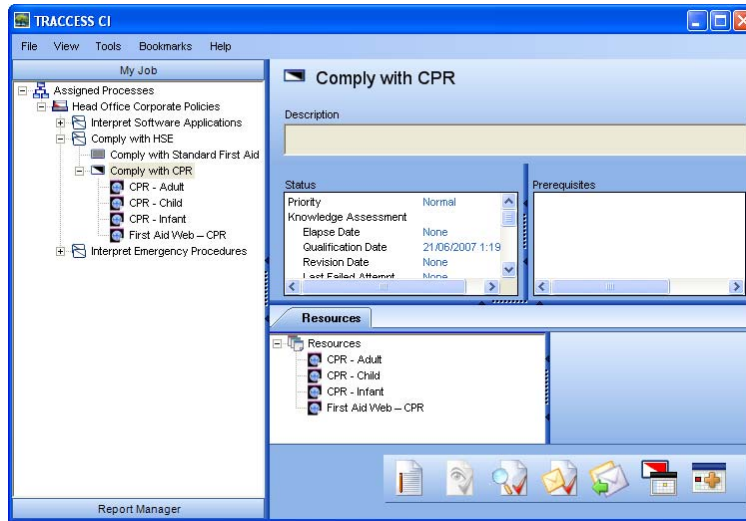 TRACCESS CI
File View Tools Bookmarks Help
My Job
Assigned Processes
Head Office Corporate Policies
Interpret Software Applications
Comply with HSE
Comply with Standard First Aid
Comply with CPR
CPR - Adult
CPR - Child
CPR - Infant
First Aid Web – CPR
Interpret Emergency Procedures
Report Manager
Comply with CPR
Description
Status
Priority Normal
Knowledge Assessment
Elapse Date None
Qualification Date 21/06/2007 1:19
Revision Date None
Last Failed Attempt None
Prerequisites
Resources
Resources
CPR - Adult
CPR - Child
CPR - Infant
First Aid Web – CPR